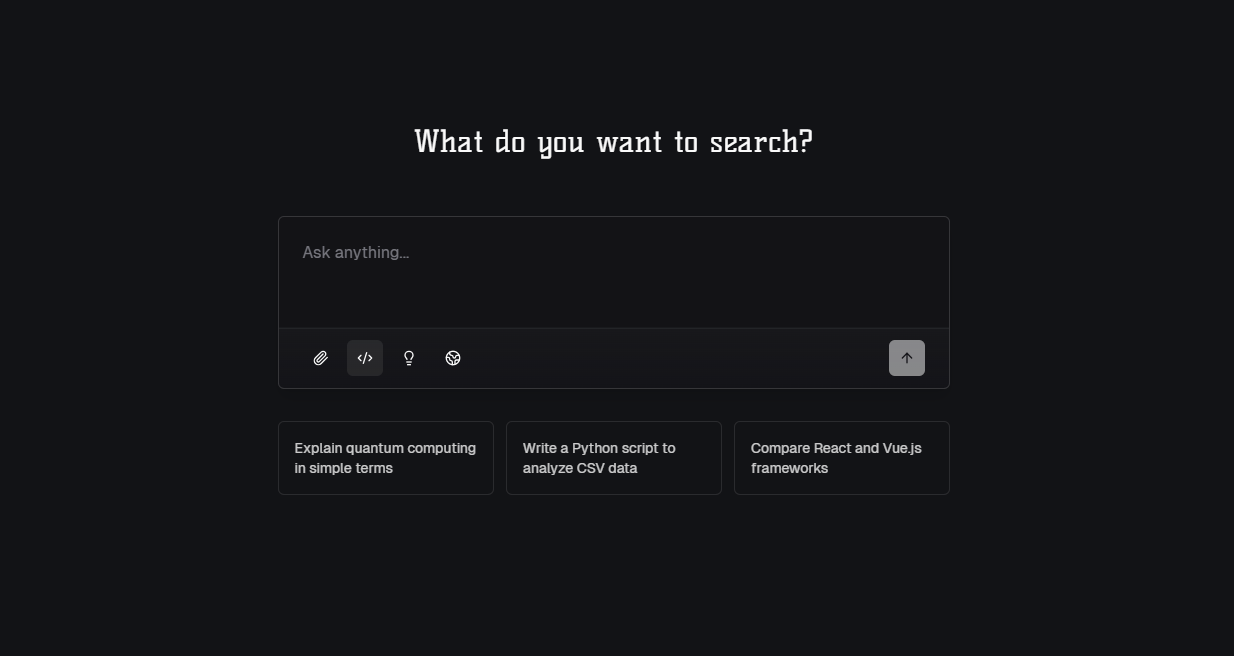 What do you want to search?
Ask anything...
Explain quantum computing
in simple terms
Write a Python script to
analyze CSV data
Compare React and Vue.js
frameworks